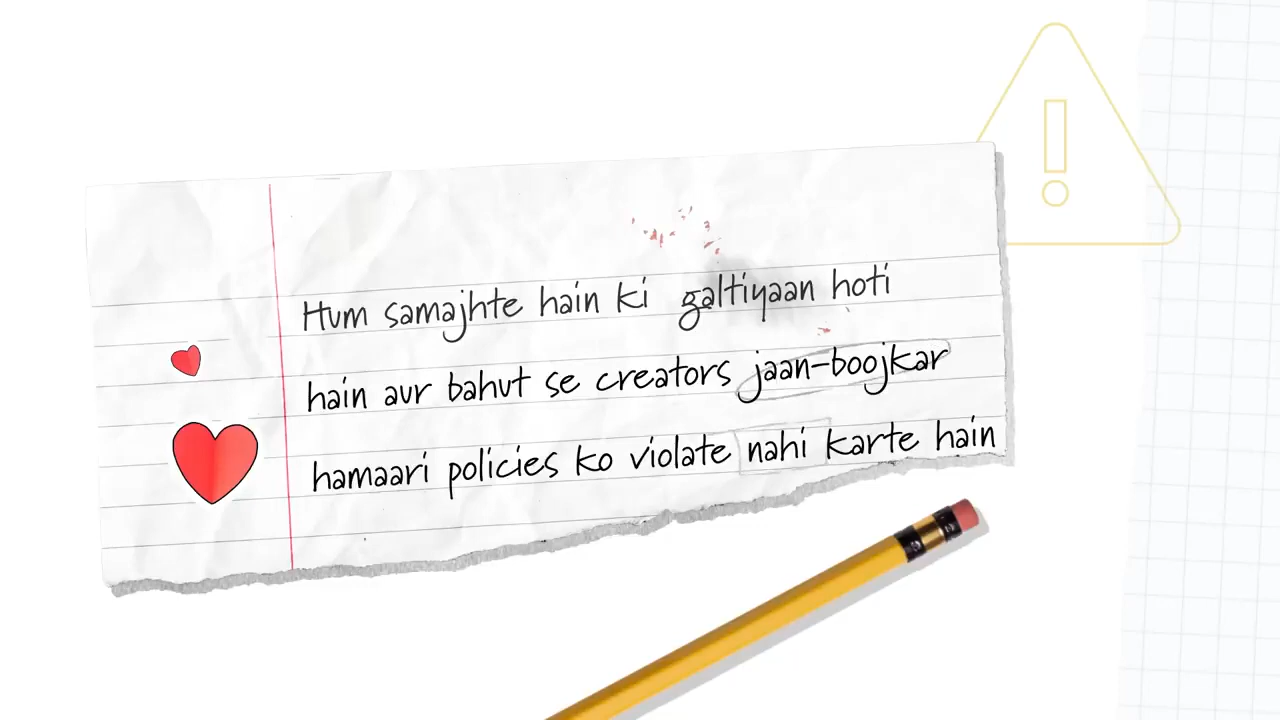 Hum samajhte hain ki galtiyaan hoti
hain aur bahut se creators jaan-boojkar
hamaari policies ko violate nahi karte hain